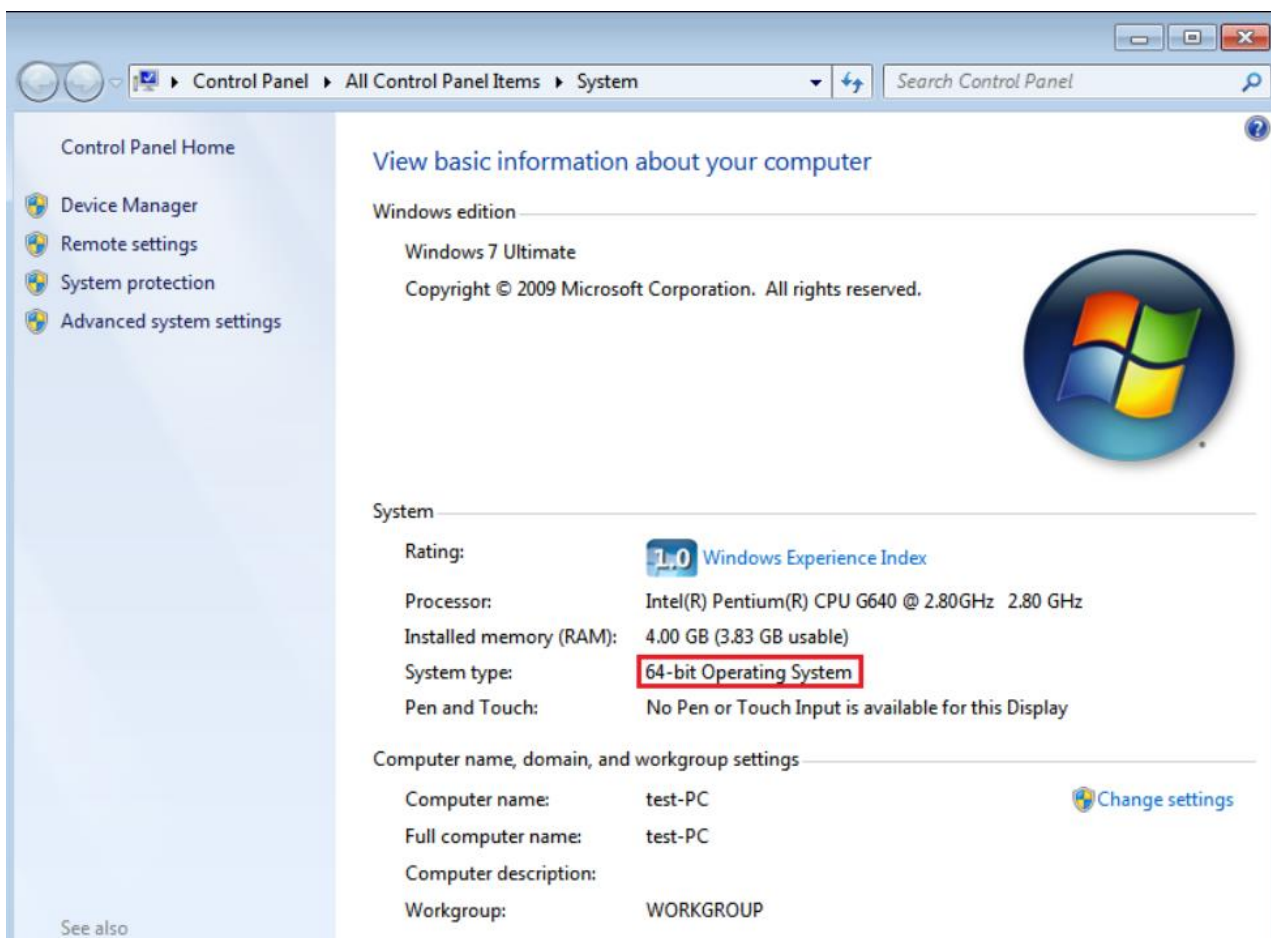 Control Panel ▸ All Control Panel Items ▸ System
Search Control Panel
Control Panel Home
Device Manager
Remote settings
System protection
Advanced system settings
See also
View basic information about your computer
Windows edition
Windows 7 Ultimate
Copyright © 2009 Microsoft Corporation. All rights reserved.
System
Rating: 1.0 Windows Experience Index
Processor: Intel(R) Pentium(R) CPU G640 @ 2.80GHz 2.80 GHz
Installed memory (RAM): 4.00 GB (3.83 GB usable)
System type: 64-bit Operating System
Pen and Touch: No Pen or Touch Input is available for this Display
Computer name, domain, and workgroup settings
Computer name: test-PC Change settings
Full computer name: test-PC
Computer description:
Workgroup: WORKGROUP